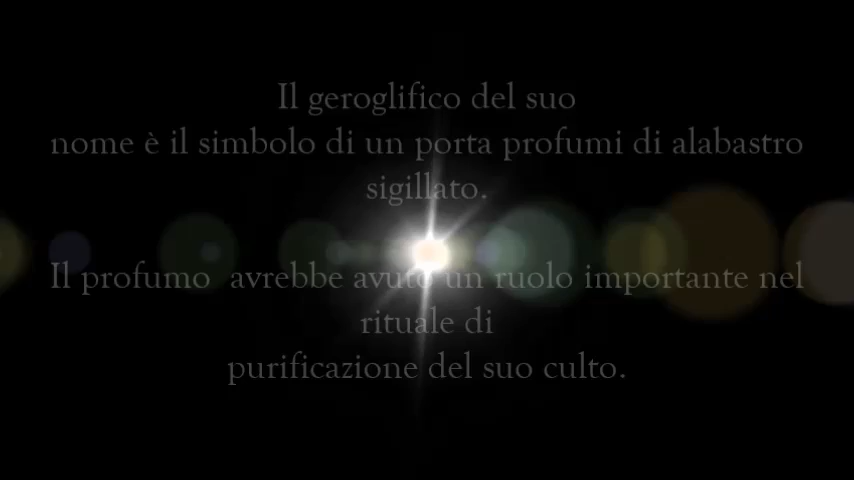 Il geroglifico del suo
nome è il simbolo di un porta profumi di alabastro
sigillato.
Il profumo  avrebbe avuto un ruolo importante nel
rituale di
purificazione del suo culto.